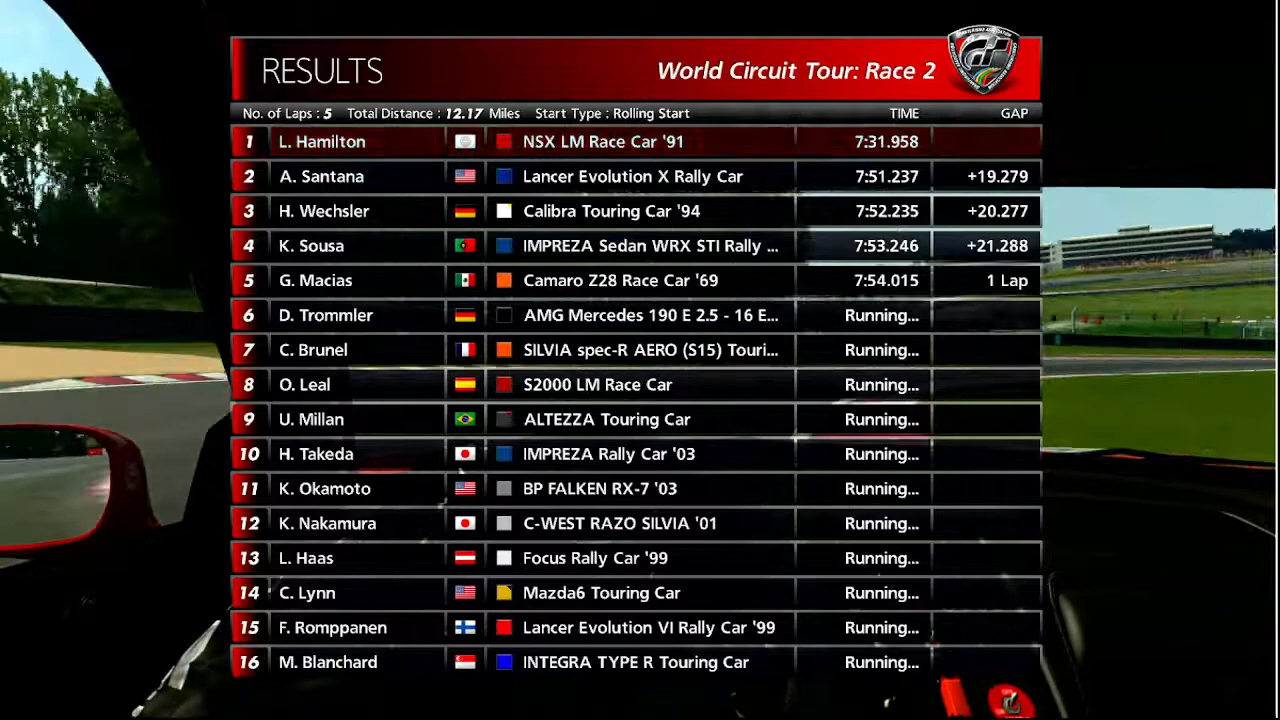 RESULTS
World Circuit Tour: Race 2
No. of Laps : 5 Total Distance : 12.17 Miles Start Type : Rolling Start TIME GAP
1 L. Hamilton NSX LM Race Car '91 7:31.958
2 A. Santana Lancer Evolution X Rally Car 7:51.237 +19.279
3 H. Wechsler Calibra Touring Car '94 7:52.235 +20.277
4 K. Sousa IMPREZA Sedan WRX STI Rally ... 7:53.246 +21.288
5 G. Macias Camaro Z28 Race Car '69 7:54.015 1 Lap
6 D. Trommler AMG Mercedes 190 E 2.5 - 16 E... Running...
7 C. Brunel SILVIA spec-R AERO (S15) Touri... Running...
8 O. Leal S2000 LM Race Car Running...
9 U. Millan ALTEZZA Touring Car Running...
10 H. Takeda IMPREZA Rally Car '03 Running...
11 K. Okamoto BP FALKEN RX-7 '03 Running...
12 K. Nakamura C-WEST RAZO SILVIA '01 Running...
13 L. Haas Focus Rally Car '99 Running...
14 C. Lynn Mazda6 Touring Car Running...
15 F. Romppanen Lancer Evolution VI Rally Car '99 Running...
16 M. Blanchard INTEGRA TYPE R Touring Car Running...